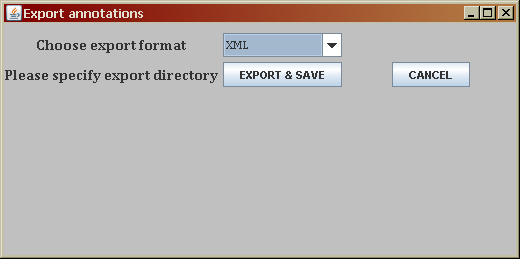 Export annotations
Choose export format
XML
Please specify export directory
EXPORT & SAVE
CANCEL